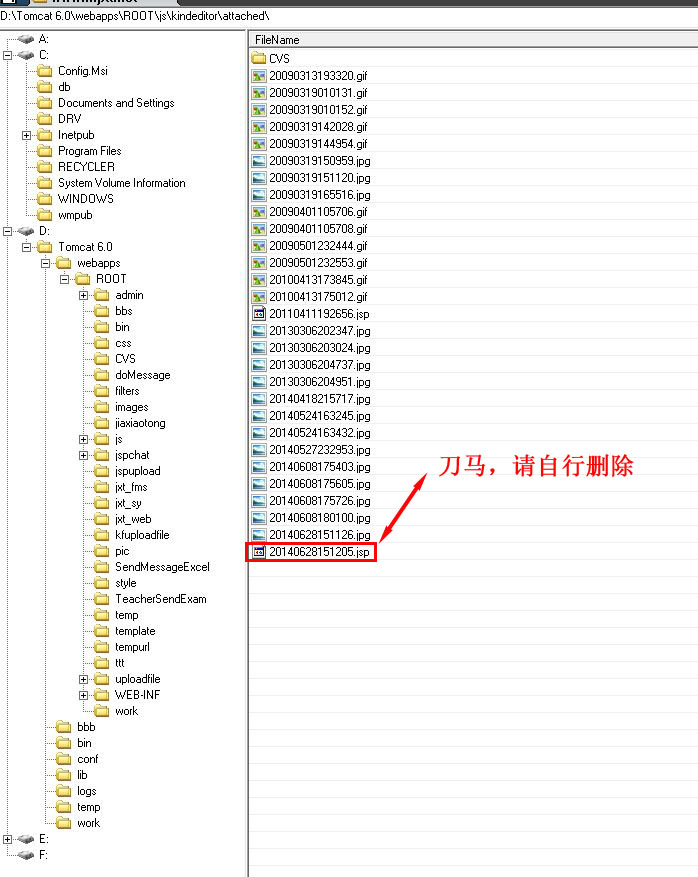 D:\Tomcat 6.0\webapps\ROOT\js\kindeditor\attached\
A:
C:
Config.Msi
db
Documents and Settings
DRV
Inetpub
Program Files
RECYCLER
System Volume Information
WINDOWS
wmpub
D:
Tomcat 6.0
webapps
ROOT
admin
bbs
bin
css
CVS
doMessage
filters
images
jiaxiaotong
js
jspchat
jspupload
jxt_fms
jxt_sy
jxt_web
kfuploadfile
pic
SendMessageExcel
style
TeacherSendExam
temp
template
tempurl
ttt
uploadfile
WEB-INF
work
bbb
bin
conf
lib
logs
temp
work
E:
F:
FileName
CVS
20090313193320.gif
20090319010131.gif
20090319010152.gif
20090319142028.gif
20090319144954.gif
20090319150959.jpg
20090319151120.jpg
20090319165516.jpg
20090401105706.gif
20090401105708.gif
20090501232444.gif
20090501232553.gif
20100413173845.gif
20100413175012.gif
20110411192656.jsp
20130306202347.jpg
20130306203024.jpg
20130306204737.jpg
20130306204951.jpg
20140418215717.jpg
20140524163245.jpg
20140524163432.jpg
20140527232953.jpg
20140608175403.jpg
20140608175605.jpg
20140608175726.jpg
20140608180100.jpg
20140628151126.jpg
20140628151205.jsp
刀马，请自行删除